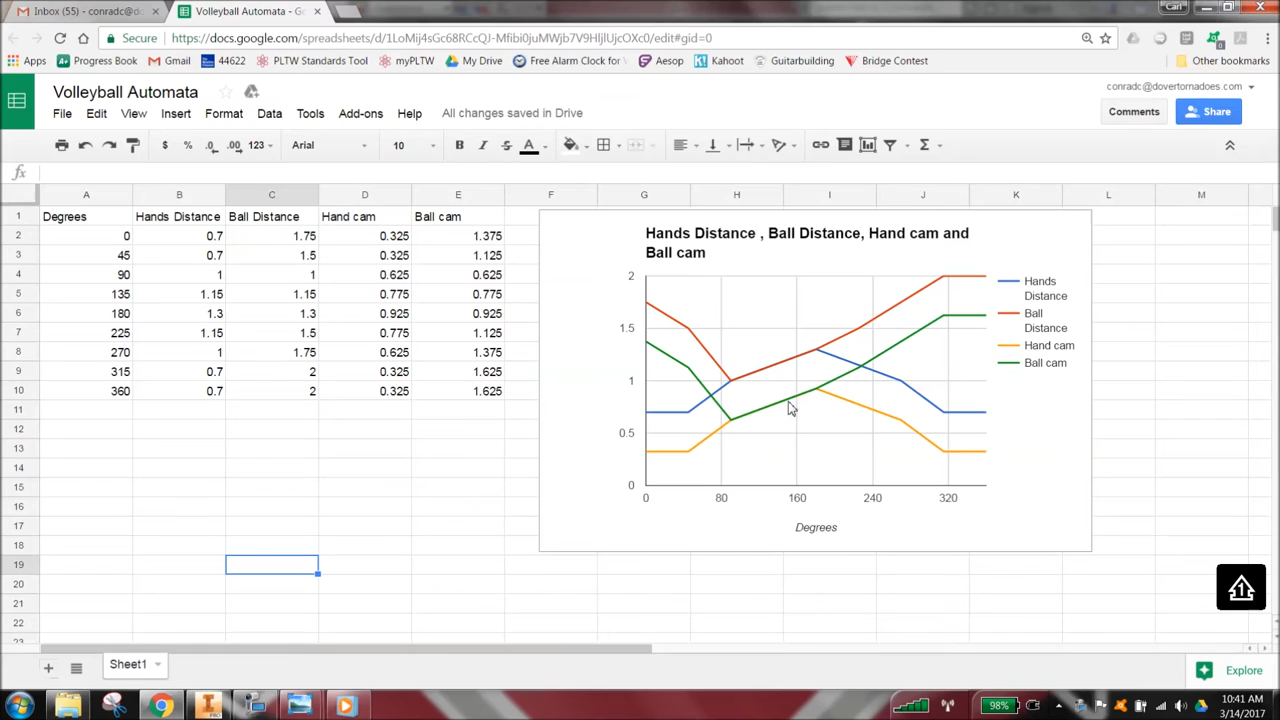 Inbox (55) - conradc@d
Volleyball Automata - G
Carl
Secure https://docs.google.com/spreadsheets/d/1LoMij4sGc68RCcQJ-Mfibi0juMWjb7V9HIjlUjcOXc0/edit#gid=0
Apps Progress Book Gmail 44622 PLTW Standards Tool myPLTW My Drive Free Alarm Clock for Aesop Kahoot Guitarbuilding Bridge Contest Other bookmarks
Volleyball Automata
conradc@dovertornadoes.com
File Edit View Insert Format Data Tools Add-ons Help All changes saved in Drive
Comments Share
$ % .0 .00 123 Arial 10 B I S A Σ
fx
A B C D E F G H I J K L M
1 Degrees Hands Distance Ball Distance Hand cam Ball cam
2 0 0.7 1.75 0.325 1.375
3 45 0.7 1.5 0.325 1.125
4 90 1 1 0.625 0.625
5 135 1.15 1.15 0.775 0.775
6 180 1.3 1.3 0.925 0.925
7 225 1.15 1.5 0.775 1.125
8 270 1 1.75 0.625 1.375
9 315 0.7 2 0.325 1.625
10 360 0.7 2 0.325 1.625
11
12
13
14
15
16
17
18
19
20
21
22
23
Hands Distance , Ball Distance, Hand cam and
Ball cam
2
1.5
1
0.5
0
0 80 160 240 320
Degrees
Hands
Distance
Ball
Distance
Hand cam
Ball cam
1
Sheet1
Explore
PRO
98%
10:41 AM
3/14/2017